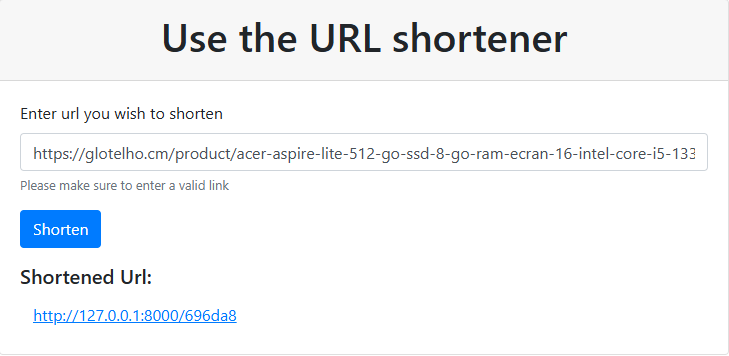 Use the URL shortener
Enter url you wish to shorten
https://glotelho.cm/product/acer-aspire-lite-512-go-ssd-8-go-ram-ecran-16-intel-core-i5-133
Please make sure to enter a valid link
Shorten
Shortened Url:
http://127.0.0.1:8000/696da8